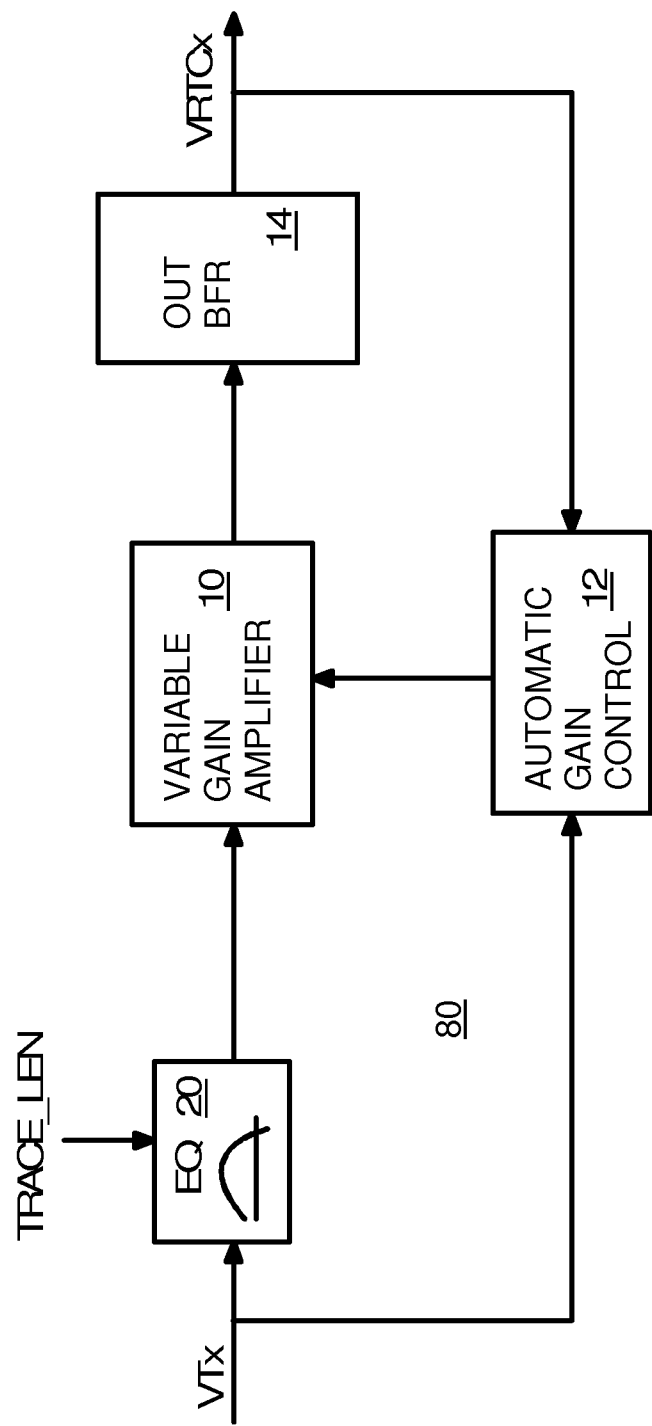 TRACE_LEN
VTx
EQ 20
VARIABLE
GAIN 10
AMPLIFIER
OUT
BFR 14
VRTCx
80
AUTOMATIC
GAIN
CONTROL 12